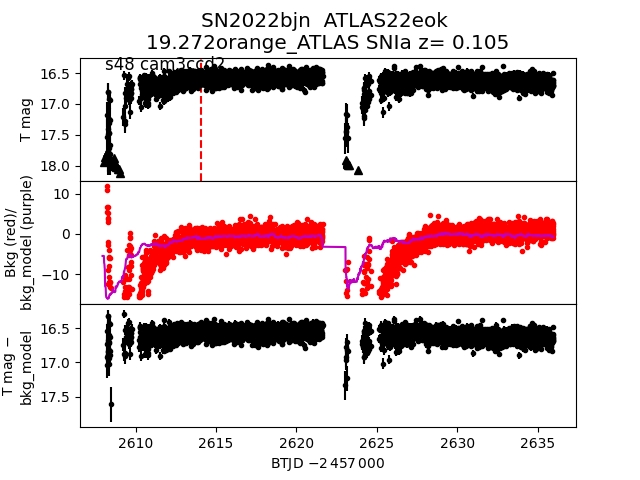 SN2022bjn ATLAS22eok
19.272orange_ATLAS SNIa z= 0.105
s48 cam3ccd2
T mag
16.5
17.0
17.5
18.0
Bkg (red)/
bkg_model (purple)
10
0
−10
T mag −
bkg_model
16.5
17.0
17.5
2610 2615 2620 2625 2630 2635
BTJD −2 457 000